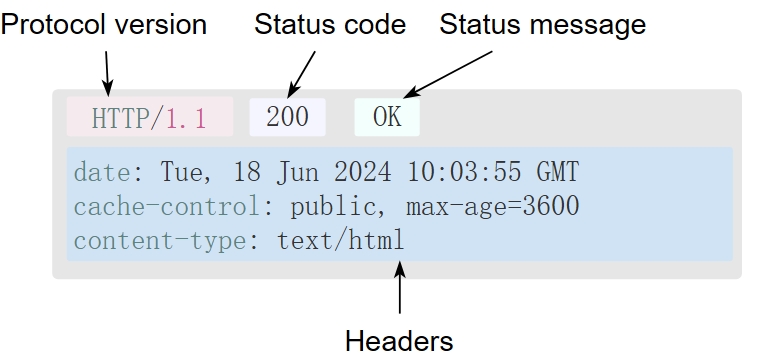 Protocol version Status code Status message
HTTP/1.1 200 OK
date: Tue, 18 Jun 2024 10:03:55 GMT
cache-control: public, max-age=3600
content-type: text/html
Headers